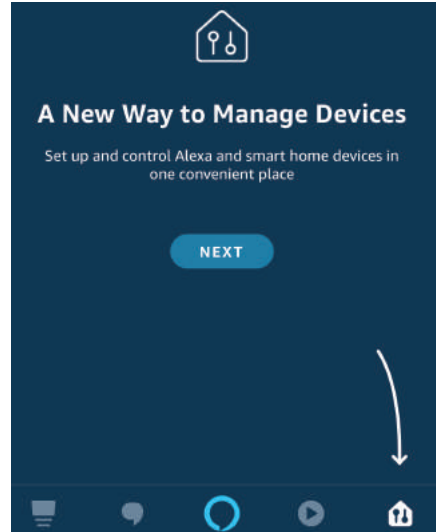 A New Way to Manage Devices
Set up and control Alexa and smart home devices in
one convenient place
NEXT